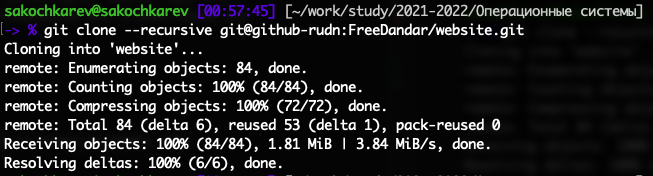 sakochkarev@sakochkarev [00:57:45] [~/work/study/2021-2022/Операционные системы]
-> % git clone --recursive git@github-rudn:FreeDandar/website.git
Cloning into 'website'...
remote: Enumerating objects: 84, done.
remote: Counting objects: 100% (84/84), done.
remote: Compressing objects: 100% (72/72), done.
remote: Total 84 (delta 6), reused 53 (delta 1), pack-reused 0
Receiving objects: 100% (84/84), 1.81 MiB | 3.84 MiB/s, done.
Resolving deltas: 100% (6/6), done.